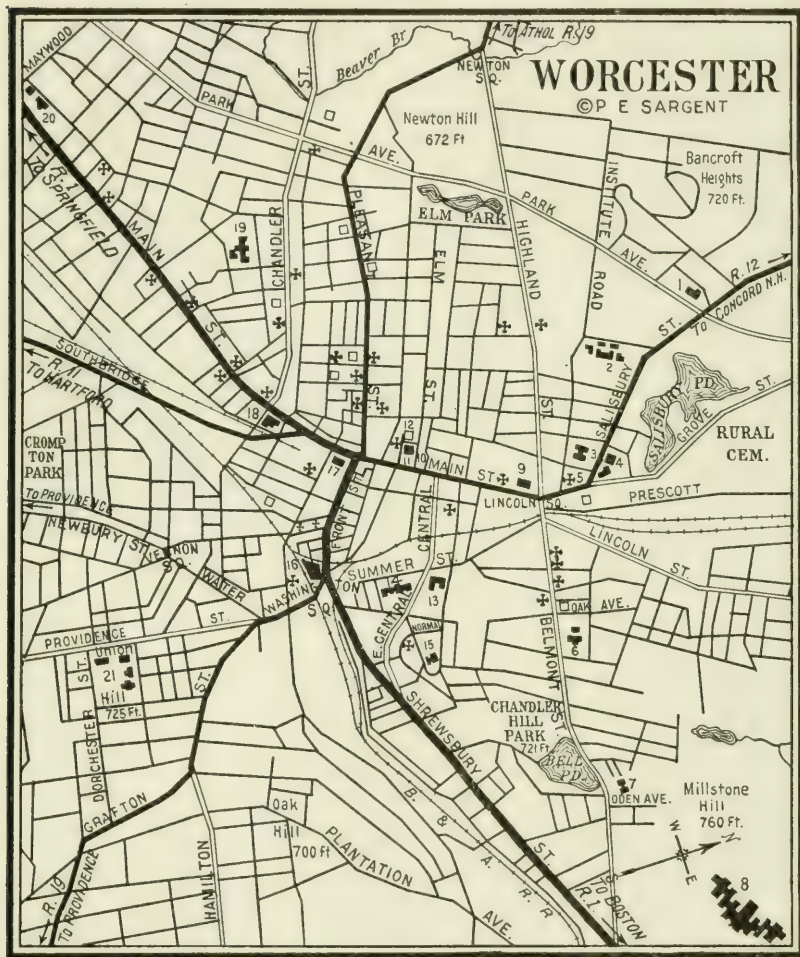 WORCESTER
©P E SARGENT
TO ATHOL R. 19
MAYWOOD
ST.
Beaver Br
NEWTON
SQ.
20
PARK
AVE.
Newton Hill
672 Ft
Bancroft
Heights
720 Ft.
INSTITUTE
ROAD
R. 1
TO SPRINGFIELD
MAIN
ST.
19
CHANDLER
PLEASANT
ST.
ELM PARK
ELM
ST.
HIGHLAND
ST.
PARK
AVE.
1
R. 12
TO CONCORD N.H.
SALISBURY
ST.
2
SALISBURY
PD.
GROVE
ST.
RURAL
CEM.
SOUTHBRIDGE
R. 11
TO HARTFORD
18
17
12
11
10
MAIN
ST.
9
3
4
5
LINCOLN SQ.
PRESCOTT
CROMP
TON
PARK
TO PROVIDENCE
NEWBURY ST.
VERNON
SQ.
WATER
FRONT ST.
CENTRAL
ST.
SUMMER
LINCOLN
ST.
16
WASHINGTON
SQ.
14
13
E. CENTRAL
NORMAL
15
OAK AVE.
6
BELMONT
ST.
PROVIDENCE
ST.
Union
21
Hill
725 Ft.
ST.
DORCHESTER
ST.
GRAFTON
SHREWSBURY
ST.
CHANDLER
HILL
PARK
721 Ft
BELL
PD.
7
ODEN AVE.
Millstone
Hill
760 Ft.
W
N
S
E
8
Oak
Hill
700 Ft
PLANTATION
AVE.
B. & A. R. R
HAMILTON
R. 19
TO PROVIDENCE
TO BOSTON
R. 1